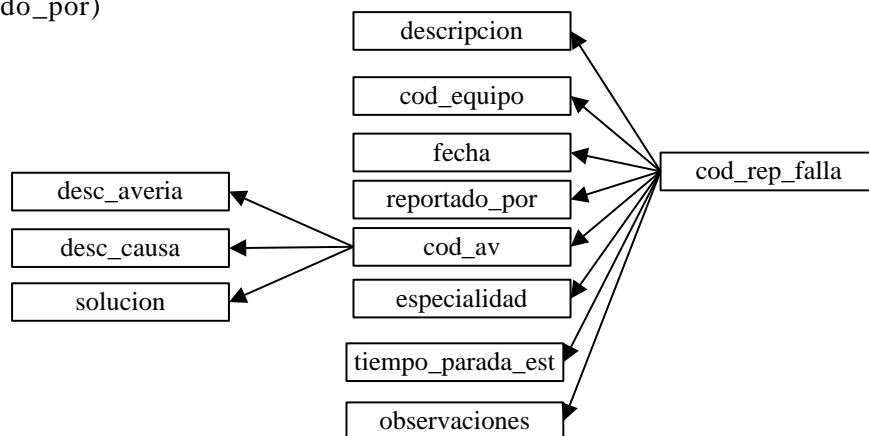 do_por)
descripcion
cod_equipo
fecha
cod_rep_falla
desc_averia
reportado_por
desc_causa
cod_av
solucion
especialidad
tiempo_parada_est
observaciones